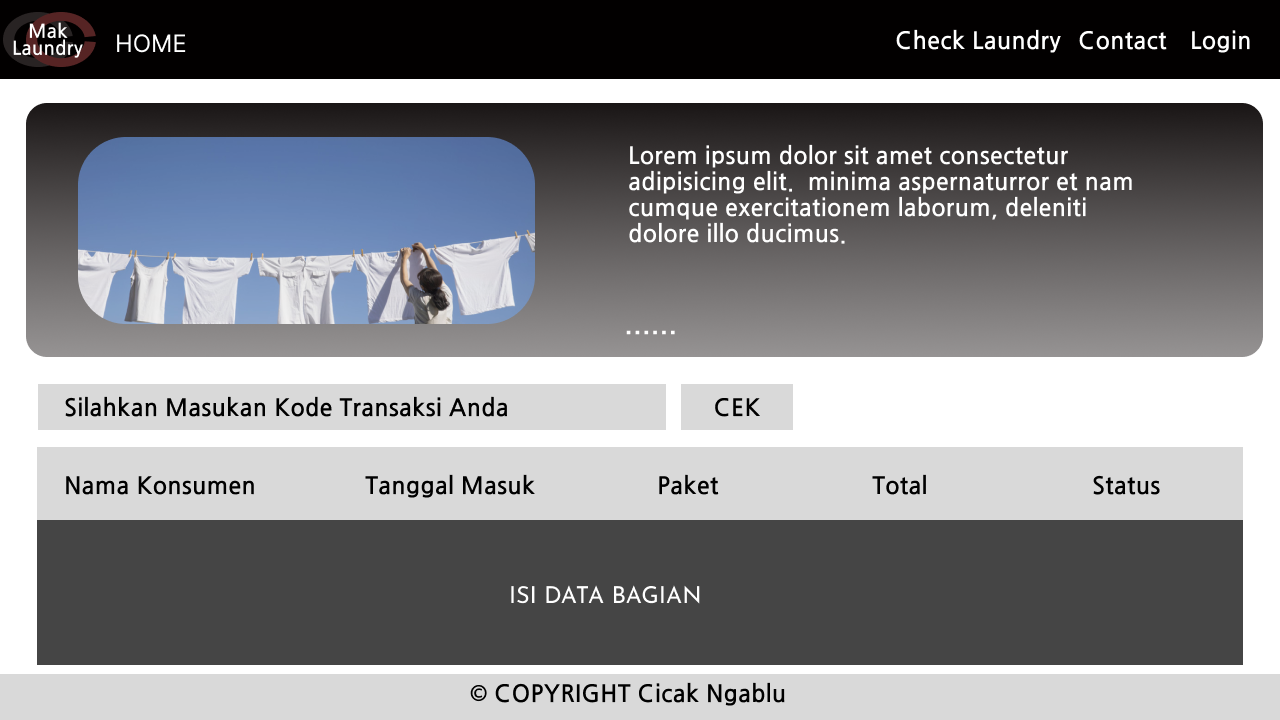 Mak
Laundry
HOME
Check Laundry
Contact
Login
Lorem ipsum dolor sit amet consectetur
adipisicing elit.  minima aspernaturror et nam
cumque exercitationem laborum, deleniti
dolore illo ducimus.
......
Silahkan Masukan Kode Transaksi Anda
CEK
Nama Konsumen
Tanggal Masuk
Paket
Total
Status
ISI DATA BAGIAN
© COPYRIGHT Cicak Ngablu